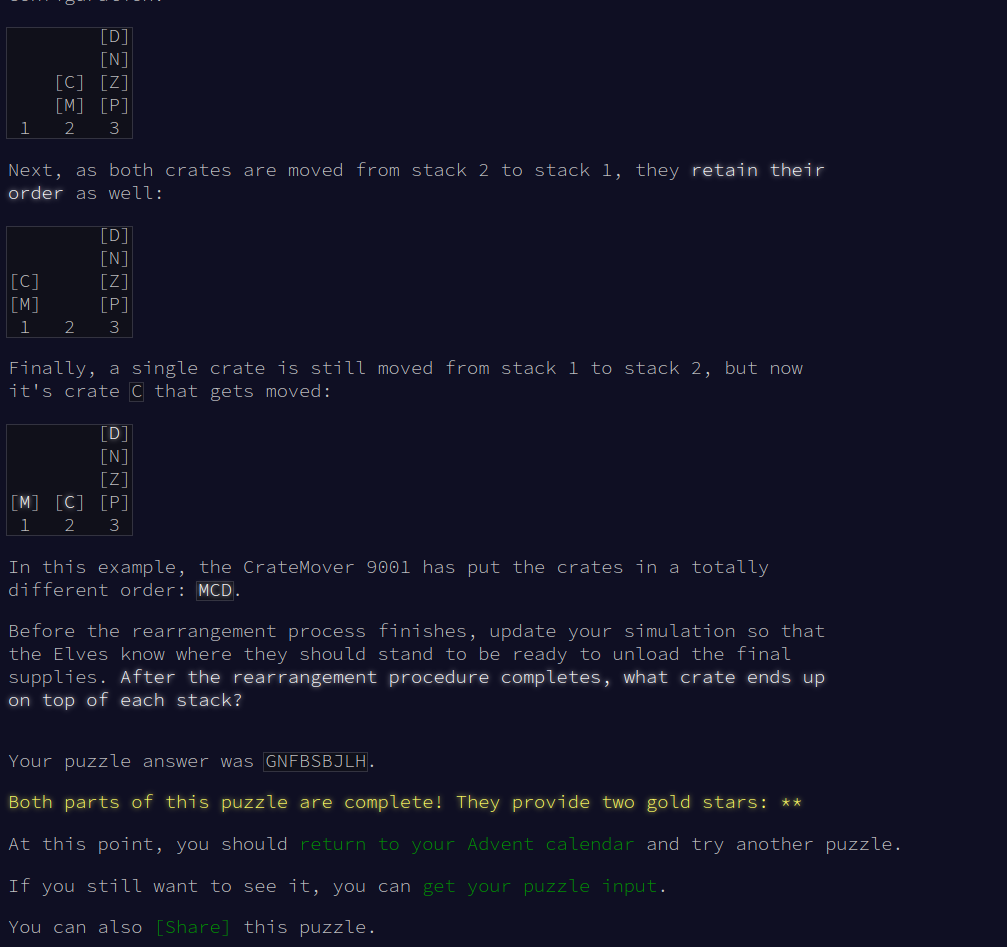 [D]
[N]
[C] [Z]
[M] [P]
1 2 3
Next, as both crates are moved from stack 2 to stack 1, they retain their
order as well:
[D]
[N]
[C] [Z]
[M] [P]
1 2 3
Finally, a single crate is still moved from stack 1 to stack 2, but now
it's crate C that gets moved:
[D]
[N]
[Z]
[M] [C] [P]
1 2 3
In this example, the CrateMover 9001 has put the crates in a totally
different order: MCD.
Before the rearrangement process finishes, update your simulation so that
the Elves know where they should stand to be ready to unload the final
supplies. After the rearrangement procedure completes, what crate ends up
on top of each stack?
Your puzzle answer was GNFBSBJLH.
Both parts of this puzzle are complete! They provide two gold stars: **
At this point, you should return to your Advent calendar and try another puzzle.
If you still want to see it, you can get your puzzle input.
You can also [Share] this puzzle.